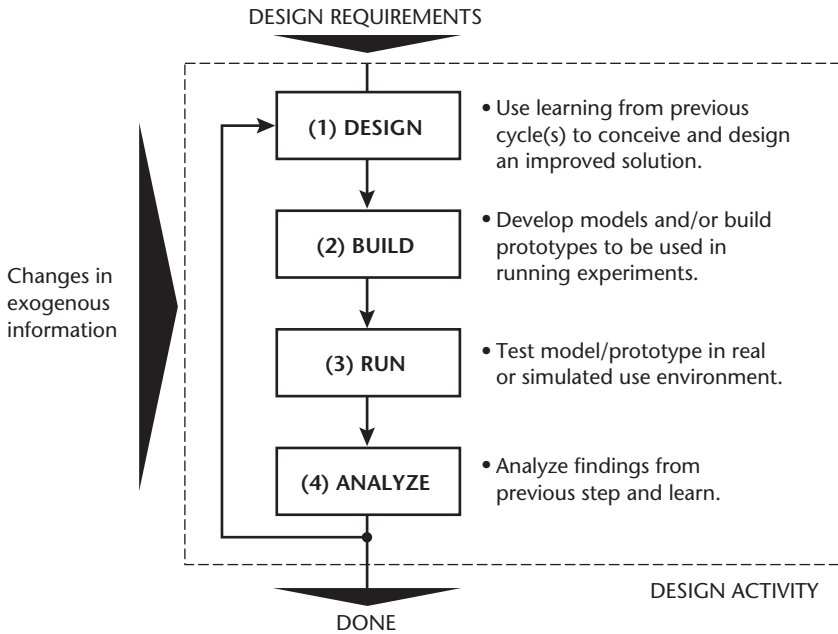 DESIGN REQUIREMENTS
(1) DESIGN
• Use learning from previous
cycle(s) to conceive and design
an improved solution.
(2) BUILD
• Develop models and/or build
prototypes to be used in
running experiments.
Changes in
exogenous
information
(3) RUN
• Test model/prototype in real
or simulated use environment.
(4) ANALYZE
• Analyze findings from
previous step and learn.
DESIGN ACTIVITY
DONE